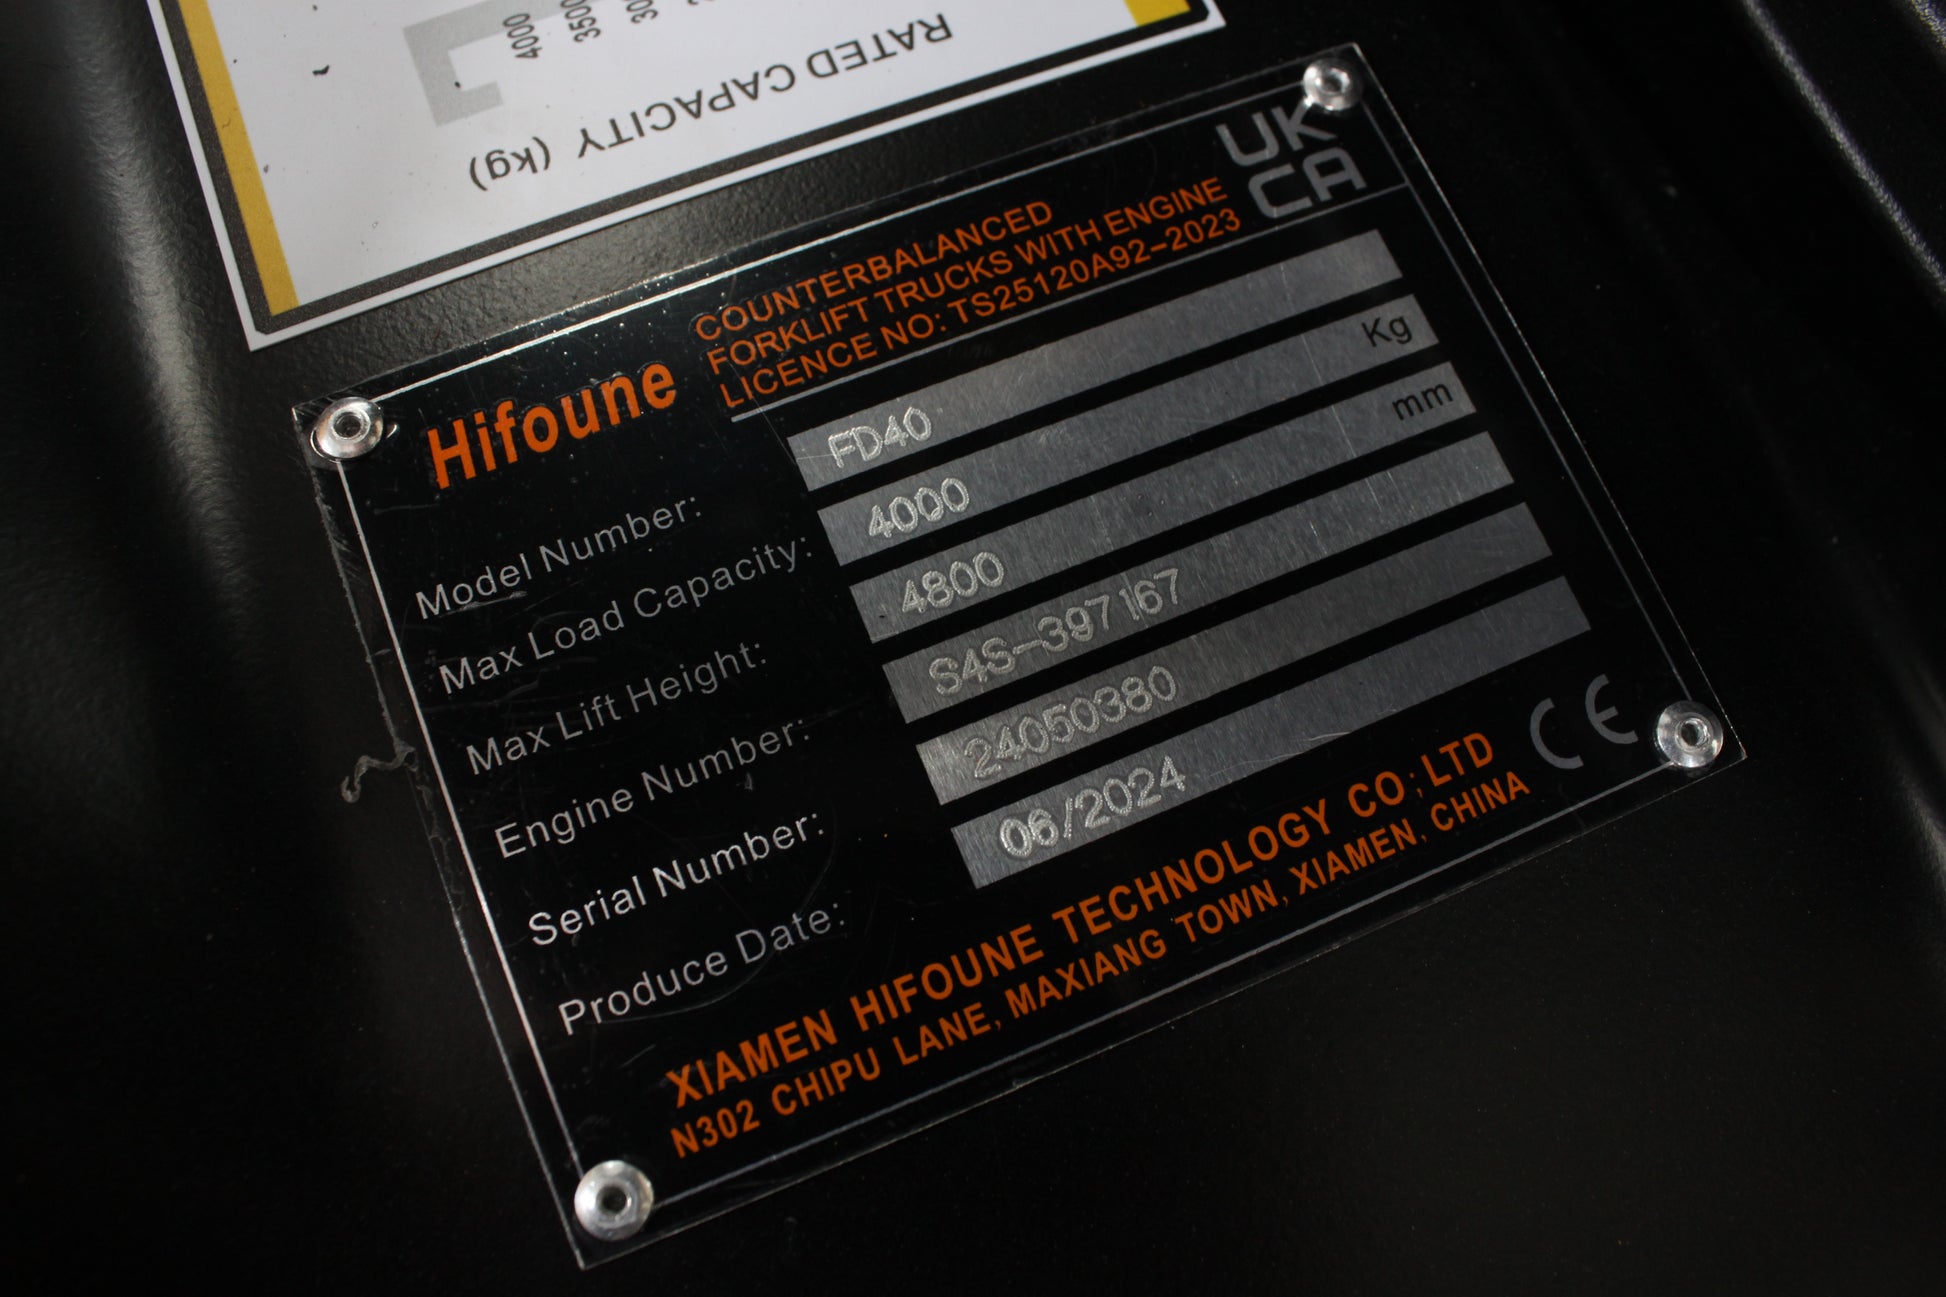 4000
3500
RATED CAPACITY (kg)
UK
CA
Hifoune
COUNTERBALANCED
FORKLIFT TRUCKS WITH ENGINE
LICENCE NO: TS25120A92-2023
Model Number: FD40
Max Load Capacity: 4000 Kg
Max Lift Height: 4800 mm
Engine Number: S4S-397167
Serial Number: 24050380
Produce Date: 06/2024
CE
XIAMEN HIFOUNE TECHNOLOGY CO; LTD
N302 CHIPU LANE, MAXIANG TOWN, XIAMEN, CHINA